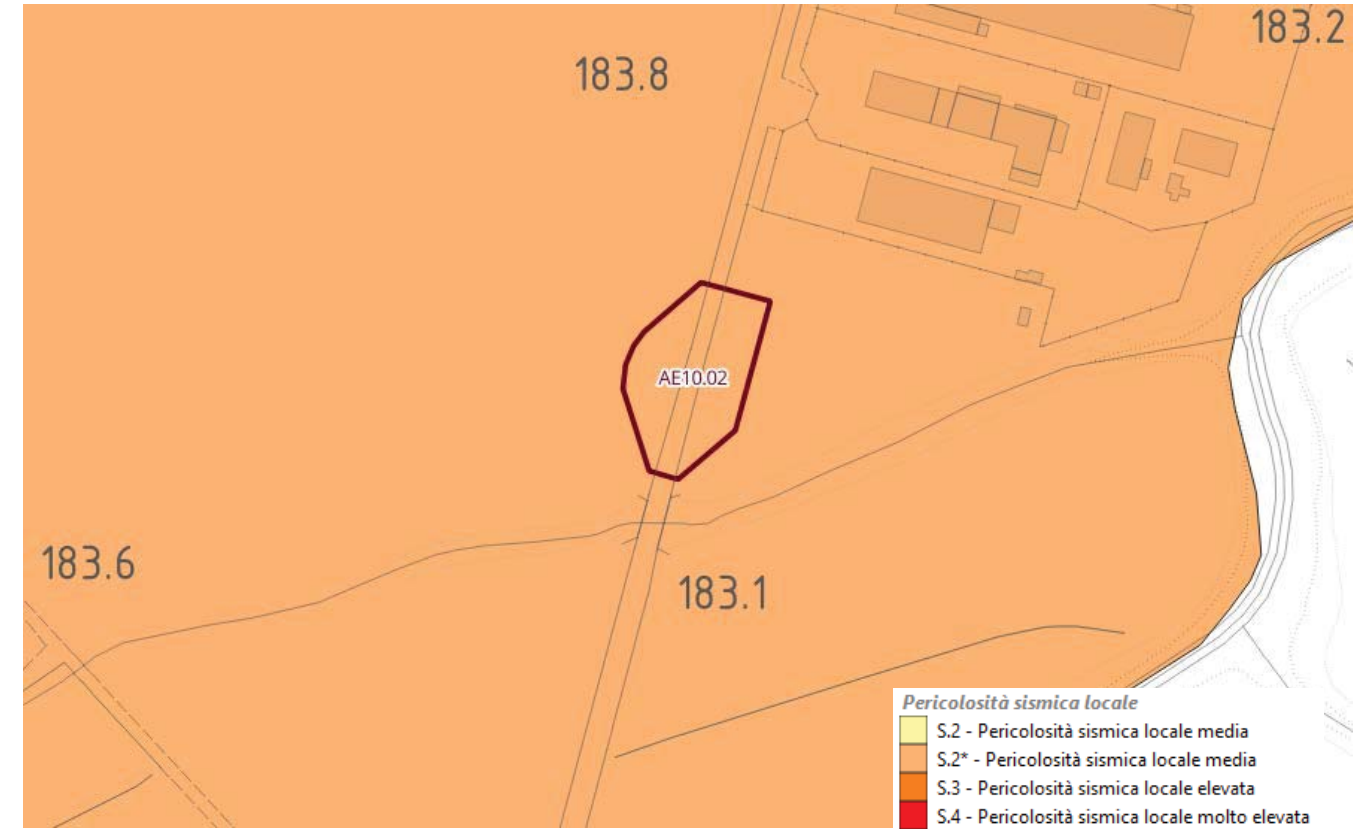 183.2
183.8
AE10.02
183.6
183.1
Pericolosità sismica locale
S.2 - Pericolosità sismica locale media
S.2* - Pericolosità sismica locale media
S.3 - Pericolosità sismica locale elevata
S.4 - Pericolosità sismica locale molto elevata